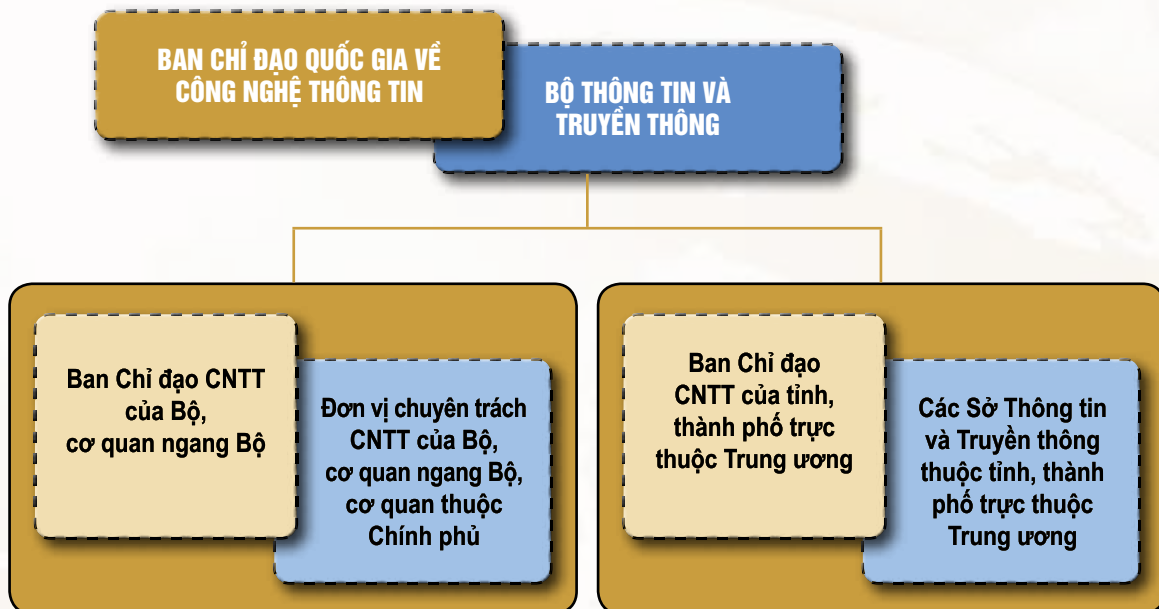 BAN CHỈ ĐẠO QUỐC GIA VỀ
CÔNG NGHỆ THÔNG TIN
BỘ THÔNG TIN VÀ
TRUYỀN THÔNG
Ban Chỉ đạo CNTT
của Bộ,
cơ quan ngang Bộ
Đơn vị chuyên trách
CNTT của Bộ,
cơ quan ngang Bộ,
cơ quan thuộc
Chính phủ
Ban Chỉ đạo
CNTT của tỉnh,
thành phố trực
thuộc Trung ương
Các Sở Thông tin
và Truyền thông
thuộc tỉnh, thành
phố trực thuộc
Trung ương